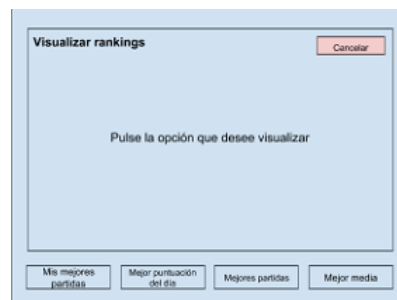 Visualizar rankings
Cancelar
Pulse la opción que desee visualizar
Mis mejores
partidas
Mejor puntuación
del día
Mejores partidas
Mejor media